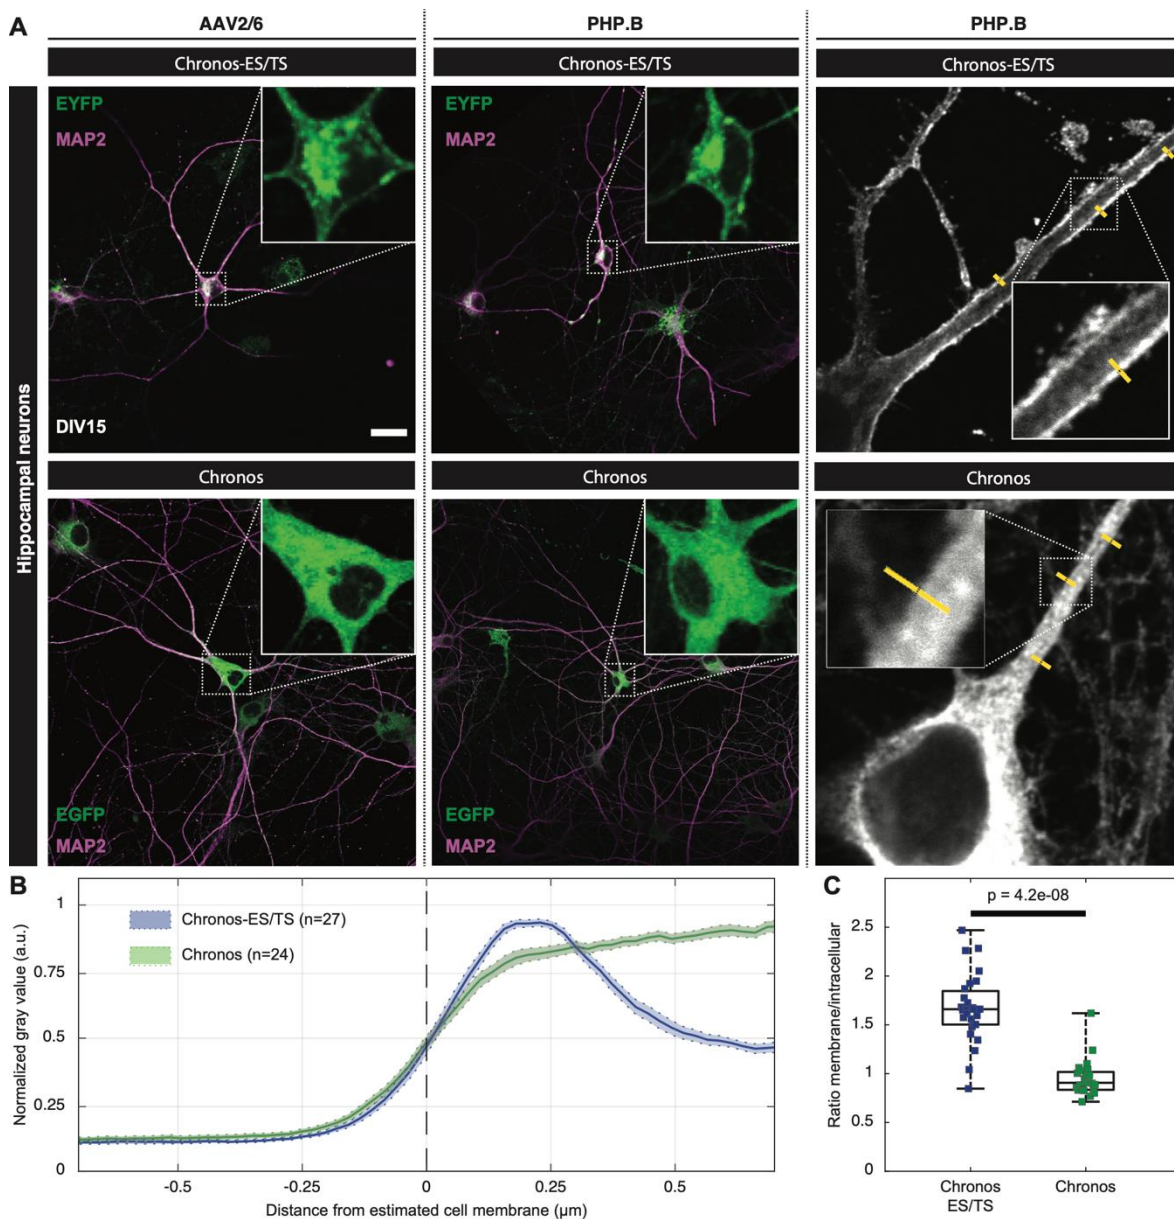 A
AAV2/6
PHP.B
PHP.B
Chronos-ES/TS
Chronos-ES/TS
Chronos-ES/TS
Hippocampal neurons
EYFP
MAP2
DIV15
EYFP
MAP2
Chronos
Chronos
Chronos
EGFP
MAP2
EGFP
MAP2
B
Normalized gray value (a.u.)
1
0.75
0.5
0.25
0
Chronos-ES/TS (n=27)
Chronos (n=24)
-0.5
-0.25
0
0.25
0.5
Distance from estimated cell membrane (µm)
C
p = 4.2e-08
Ratio membrane/intracellular
2.5
2
1.5
1
0.5
0
Chronos
ES/TS
Chronos